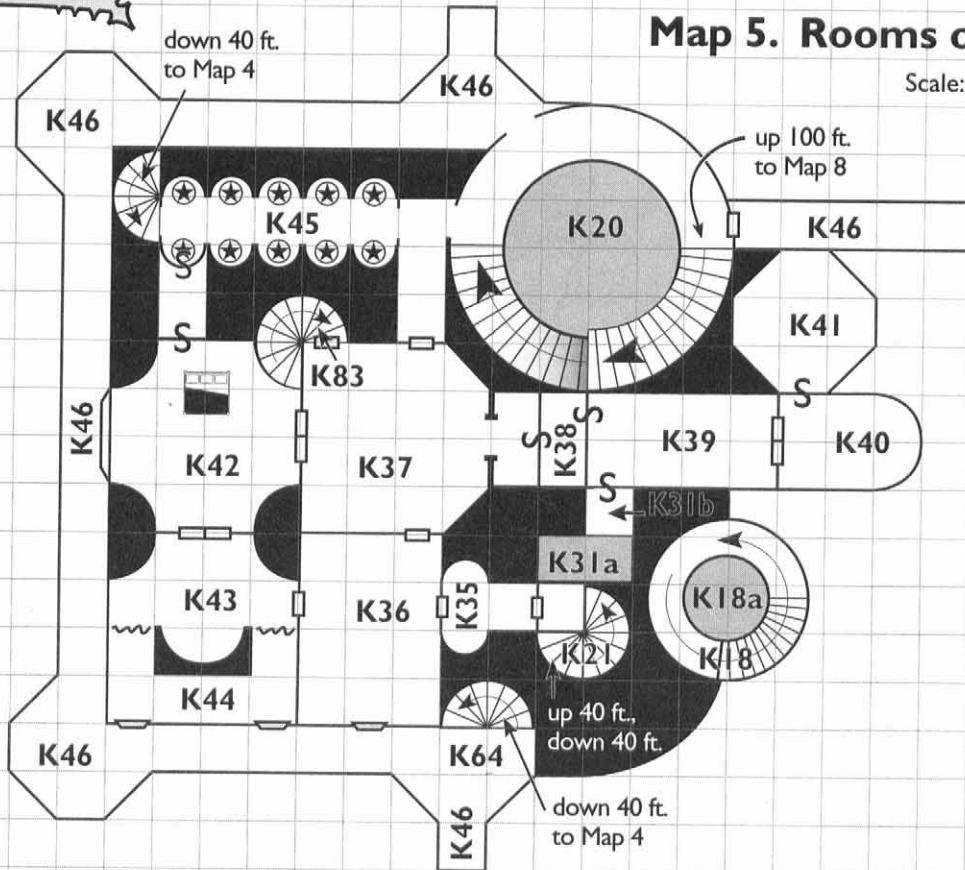 Map 5. Rooms o
Scale:
down 40 ft.
to Map 4
K46
K46
up 100 ft.
to Map 8
K45
K20
K46
S
K41
S
K83
S
K46
S
S
K42
K37
K38
K39
K40
S
K31b
K31a
K43
K36
K35
K18a
K21
K18
K44
up 40 ft.,
down 40 ft.
K46
K64
down 40 ft.
to Map 4
K46